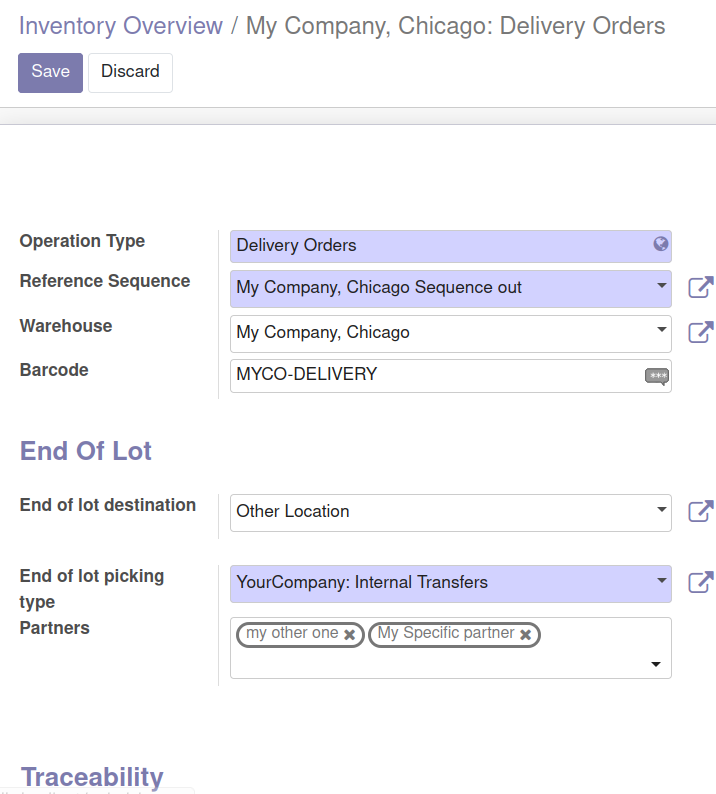 Inventory Overview / My Company, Chicago: Delivery Orders
Save Discard
Operation Type Delivery Orders
Reference Sequence My Company, Chicago Sequence out
Warehouse My Company, Chicago
Barcode MYCO-DELIVERY
***
End Of Lot
End of lot destination Other Location
End of lot picking
type
YourCompany: Internal Transfers
Partners my other one My Specific partner
Traceability